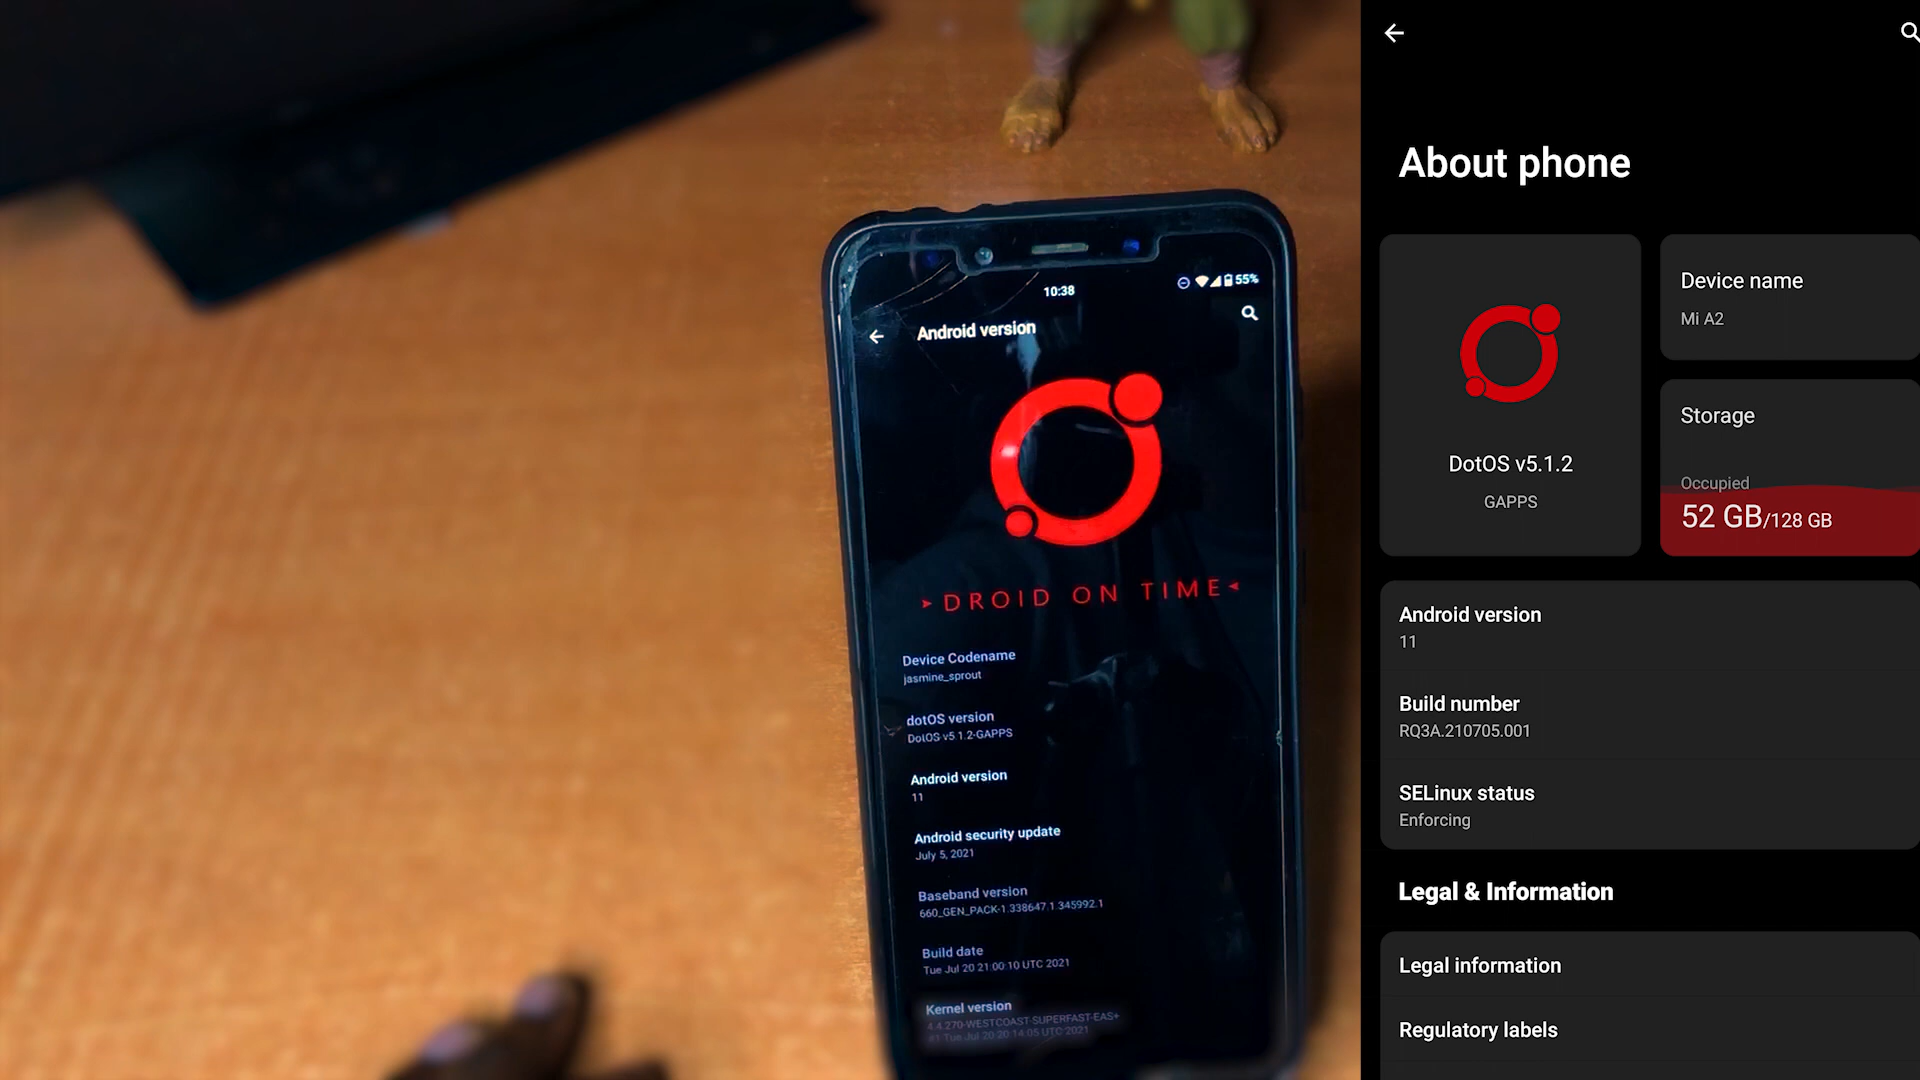 10:38
55%
Android version
DROID ON TIME
Device Codename
jasmine_sprout
dotOS version
DotOS v5.1.2-GAPPS
Android version
11
Android security update
July 5, 2021
Baseband version
660_GEN_PACK-1.338647.1.345992.1
Build date
Tue Jul 20 21:00:10 UTC 2021
Kernel version
4.4.270-WESTCOAST-SUPERFAST-EAS+
#1 Tue Jul 20 20:14:05 UTC 2021
About phone
DotOS v5.1.2
GAPPS
Device name
Mi A2
Storage
Occupied
52 GB/128 GB
Android version
11
Build number
RQ3A.210705.001
SELinux status
Enforcing
Legal & Information
Legal information
Regulatory labels